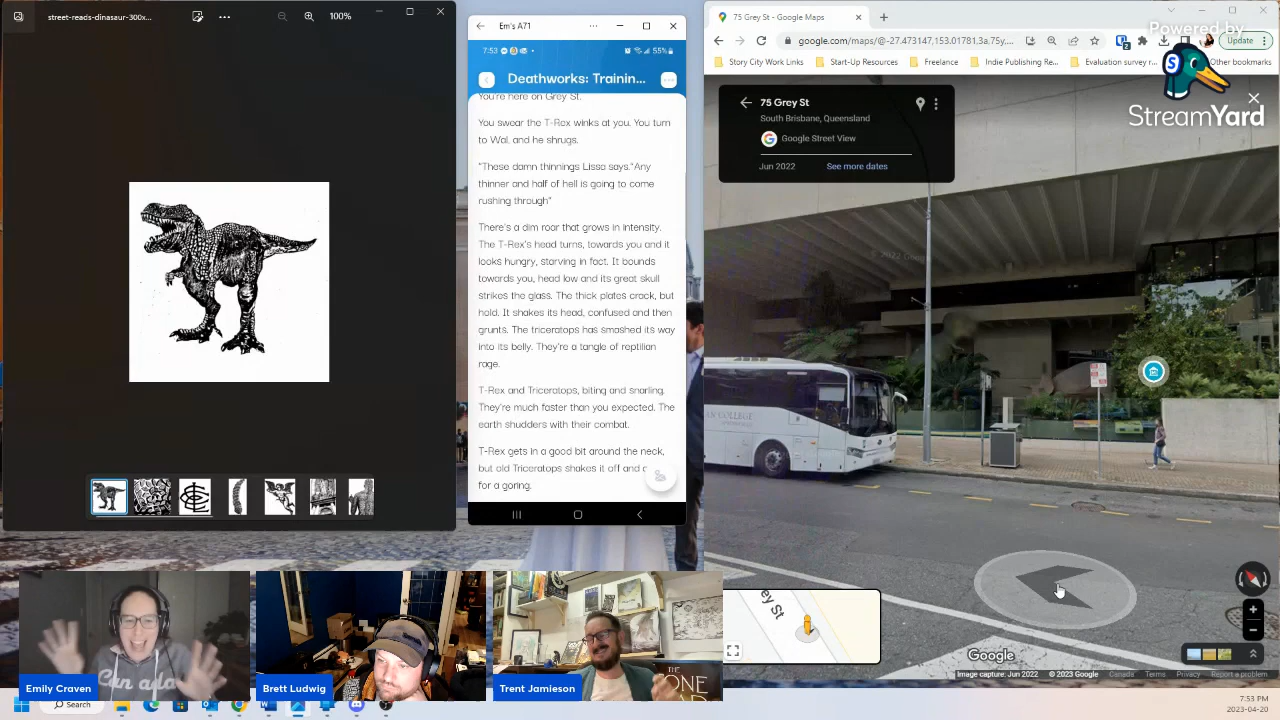 street-reads-dinasaur-300x...
100%
Em's A71
7:53
55%
Deathworks: Trainin...
You're here on Grey St.
You swear the T-Rex winks at you. You turn
to Wal, and he shrugs.
"These damn thinnings Lissa says."Any
thinner and half of hell is going to come
rushing through"
There's a dim roar that grows in intensity.
The T-Rex's head turns, towards you and it
looks hungry, starving in fact. It bounds
towards you, head low and its great skull
strikes the glass. The thick plates crack, but
hold. It shakes its head, confused and then
grunts. The triceratops has smashed its way
into its belly. They're a tangle of reptilian
rage.
T-Rex and Triceratops, biting and snarling.
They're much faster than you expected. The
earth shudders with their combat.
T-Rex gets in a good bit around the neck,
but old Triceratops shakes it off and
for a goring.
75 Grey St - Google Maps
google.com/maps/@-27.473147,153.01781,3a,75y,...
Update
Story City Work Links
Start-Up Resources
Freelance
Indie Publishing Re...
Evaluation survey r...
Other bookmarks
Powered by
S
StreamYard
75 Grey St
South Brisbane, Queensland
Google Street View
Jun 2022
See more dates
AN COLLEGE
Grey St
Google
Image capture: Jun 2022 © 2023 Google Canada Terms Privacy Report a problem
Emily Craven
Brett Ludwig
Trent Jamieson
THE
ONE
Search
7:53 PM
2023-04-20